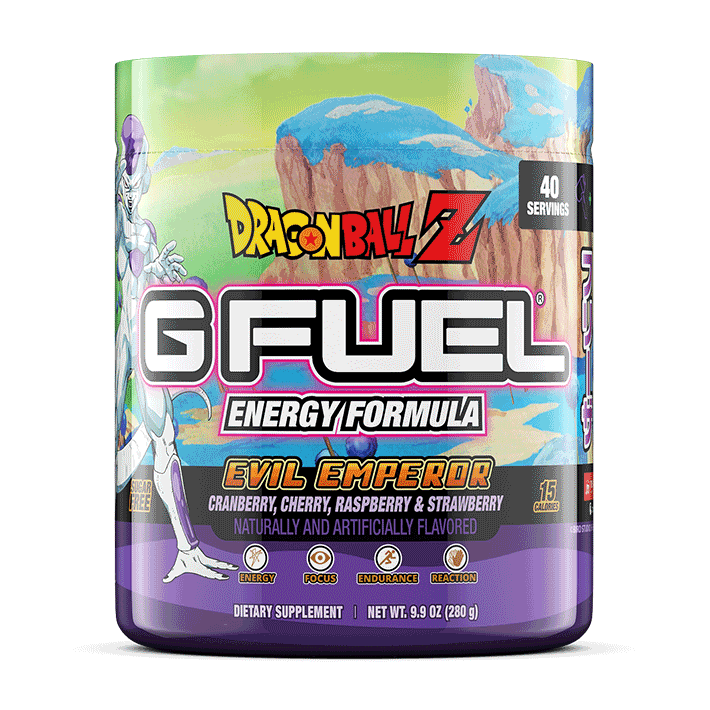 40
SERVINGS
DRAGON BALL Z
G FUEL®
ENERGY FORMULA
EVIL EMPEROR
CRANBERRY, CHERRY, RASPBERRY & STRAWBERRY
NATURALLY AND ARTIFICIALLY FLAVORED
SUGAR
FREE
15
CALORIES
ENERGY
FOCUS
ENDURANCE
REACTION
DIETARY SUPPLEMENT | NET WT. 9.9 OZ (280 g)